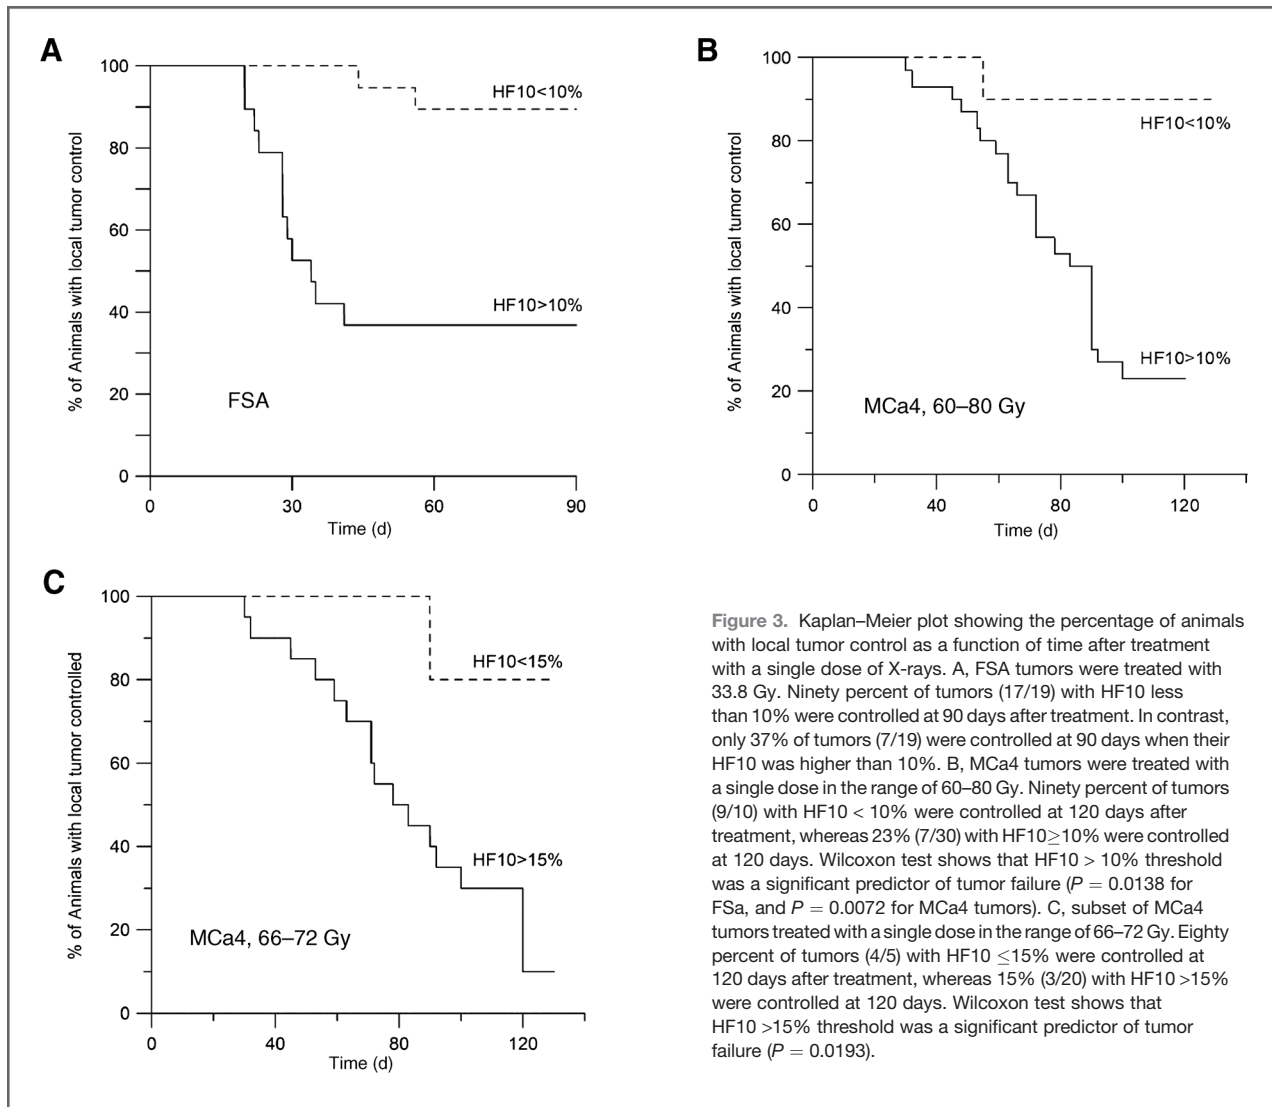 A
% of Animals with local tumor control
100
80
60
40
20
0
HF10<10%
HF10>10%
FSA
0 30 60 90
Time (d)
B
% of Animals with local tumor control
100
80
60
40
20
0
HF10<10%
HF10>10%
MCa4, 60–80 Gy
0 40 80 120
Time (d)
C
% of Animals with local tumor controlled
100
80
60
40
20
0
HF10<15%
HF10>15%
MCa4, 66–72 Gy
0 40 80 120
Time (d)
Figure 3. Kaplan–Meier plot showing the percentage of animals
with local tumor control as a function of time after treatment
with a single dose of X-rays. A, FSA tumors were treated with
33.8 Gy. Ninety percent of tumors (17/19) with HF10 less
than 10% were controlled at 90 days after treatment. In contrast,
only 37% of tumors (7/19) were controlled at 90 days when their
HF10 was higher than 10%. B, MCa4 tumors were treated with
a single dose in the range of 60–80 Gy. Ninety percent of tumors
(9/10) with HF10 < 10% were controlled at 120 days after
treatment, whereas 23% (7/30) with HF10≥10% were controlled
at 120 days. Wilcoxon test shows that HF10 > 10% threshold
was a significant predictor of tumor failure (P = 0.0138 for
FSa, and P = 0.0072 for MCa4 tumors). C, subset of MCa4
tumors treated with a single dose in the range of 66–72 Gy. Eighty
percent of tumors (4/5) with HF10 ≤15% were controlled at
120 days after treatment, whereas 15% (3/20) with HF10 >15%
were controlled at 120 days. Wilcoxon test shows that
HF10 >15% threshold was a significant predictor of tumor
failure (P = 0.0193).